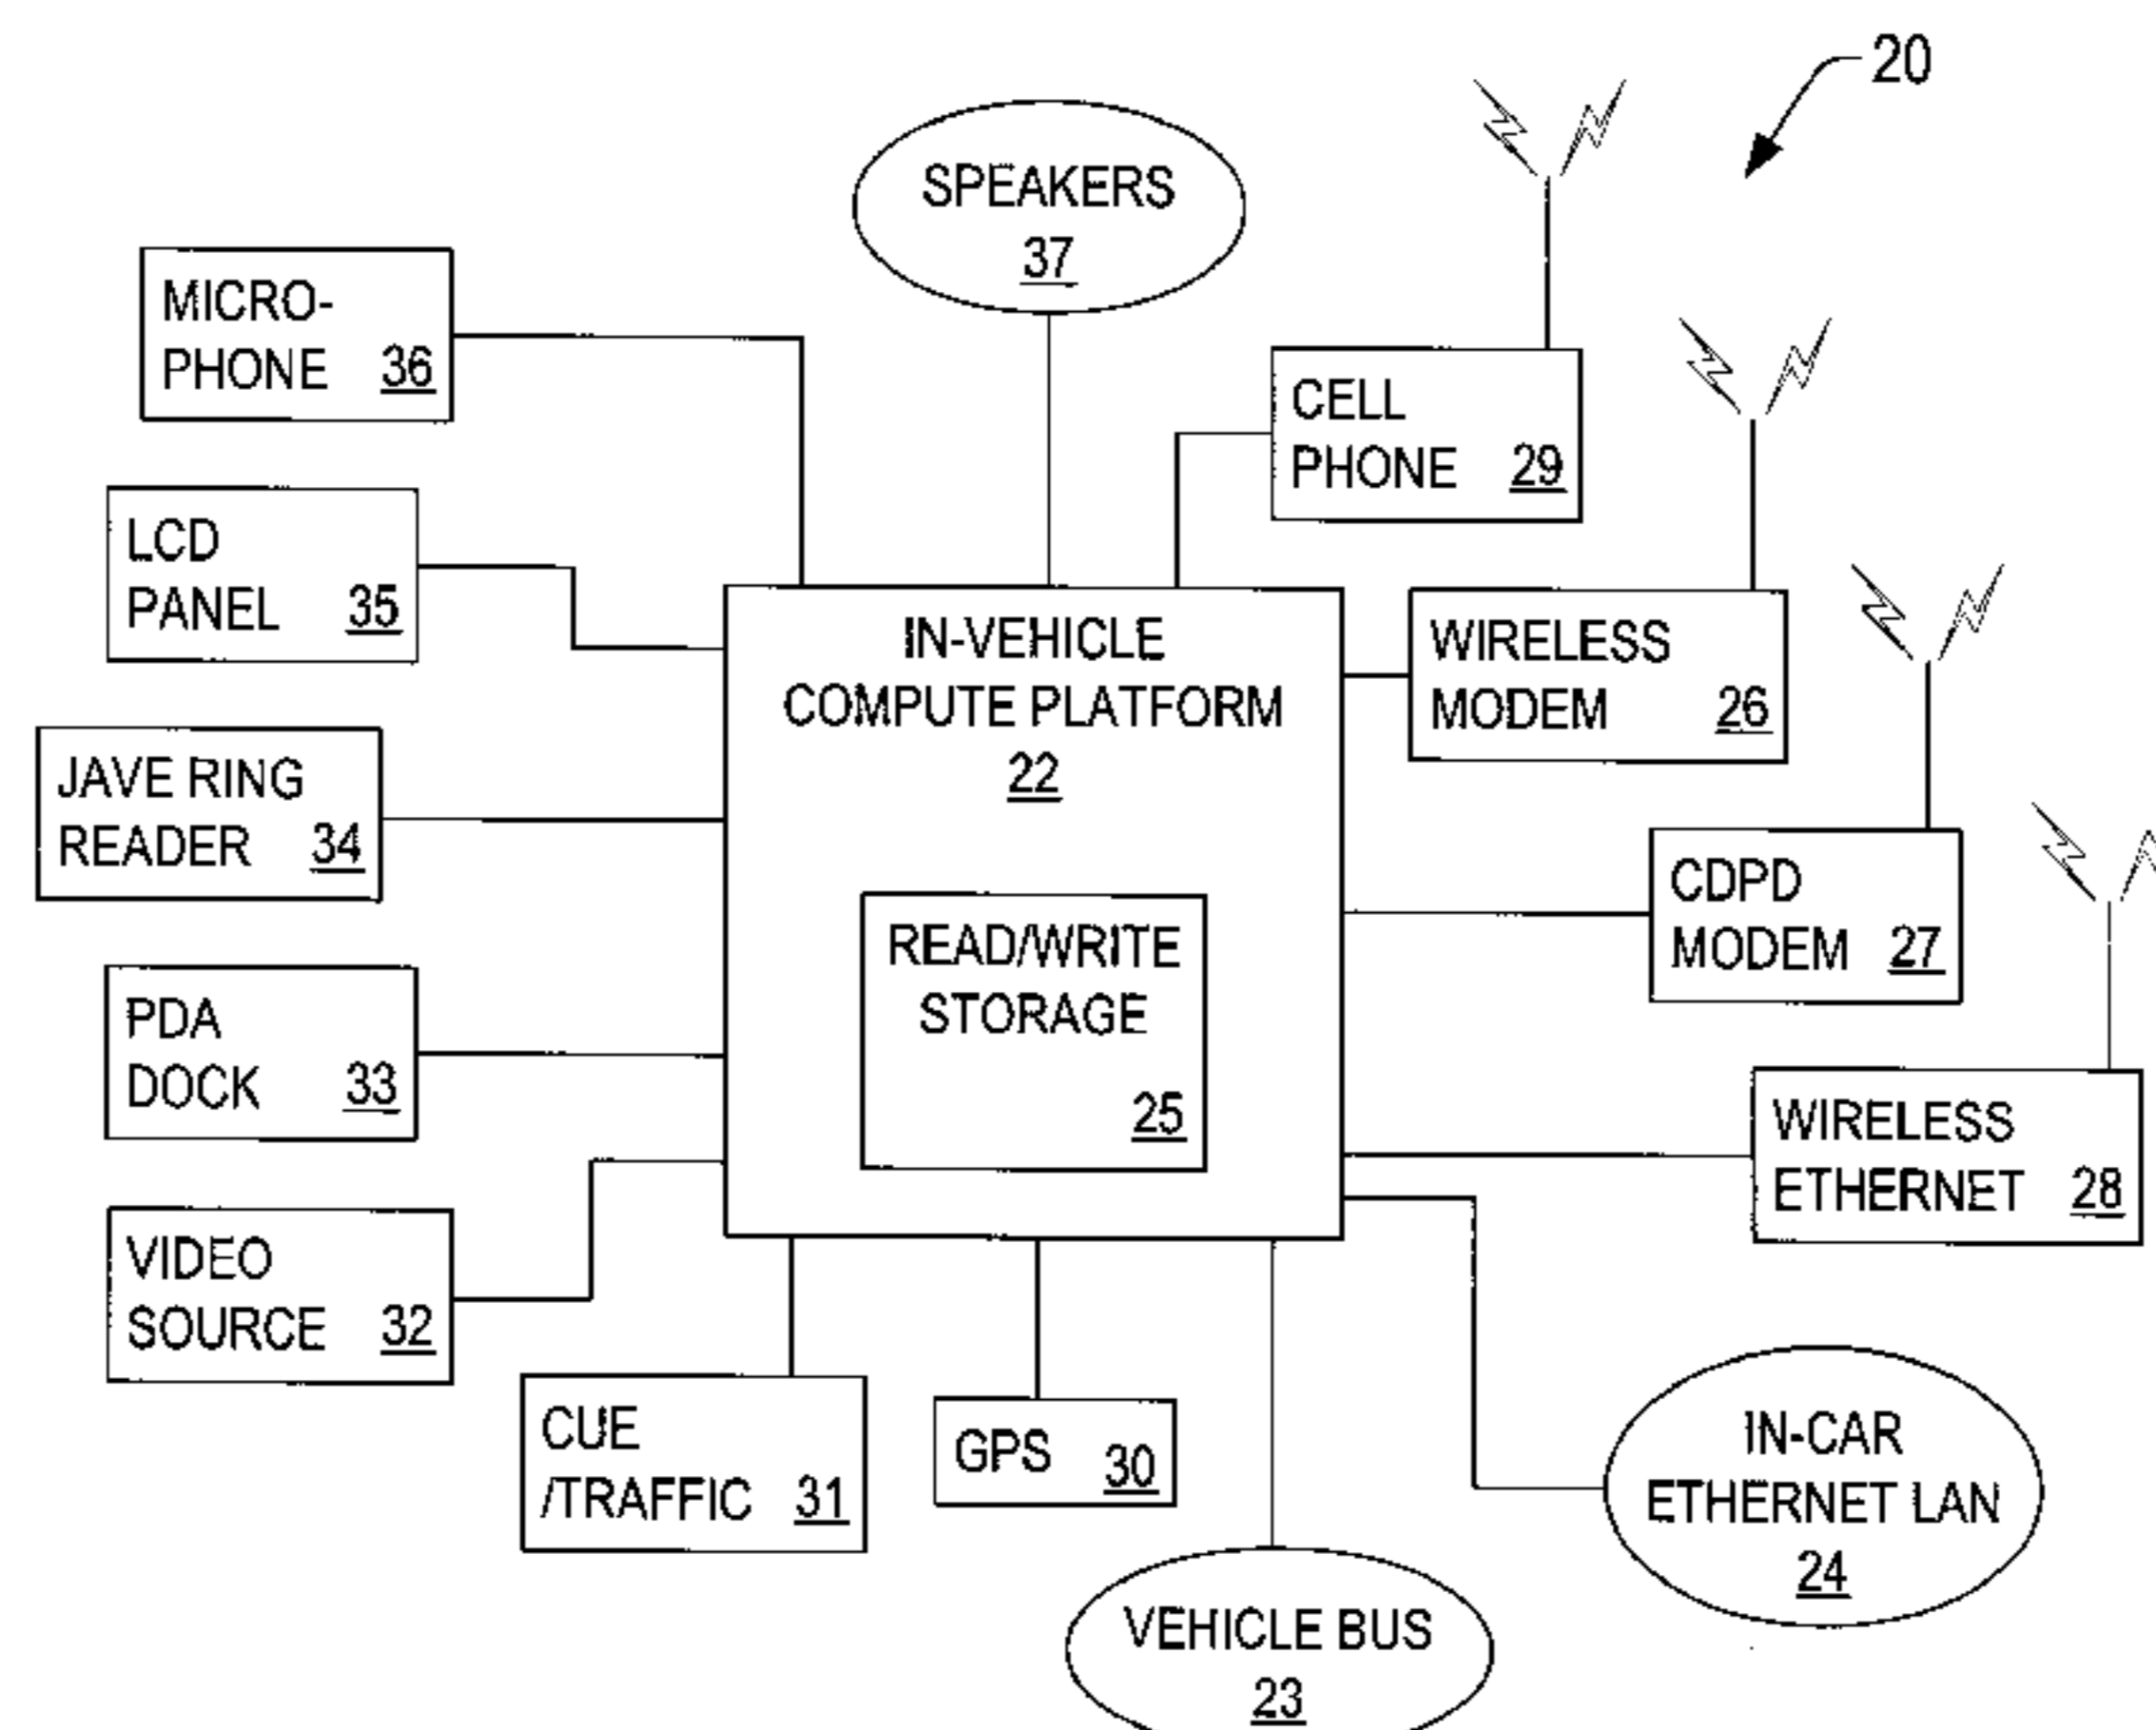 20
SPEAKERS
37
MICRO-
PHONE 36
CELL
PHONE 29
LCD
PANEL 35
IN-VEHICLE
COMPUTE PLATFORM
22
WIRELESS
MODEM 26
JAVE RING
READER 34
READ/WRITE
STORAGE
25
CDPD
MODEM 27
PDA
DOCK 33
WIRELESS
ETHERNET 28
VIDEO
SOURCE 32
CUE
/TRAFFIC 31
GPS 30
IN-CAR
ETHERNET LAN
24
VEHICLE BUS
23